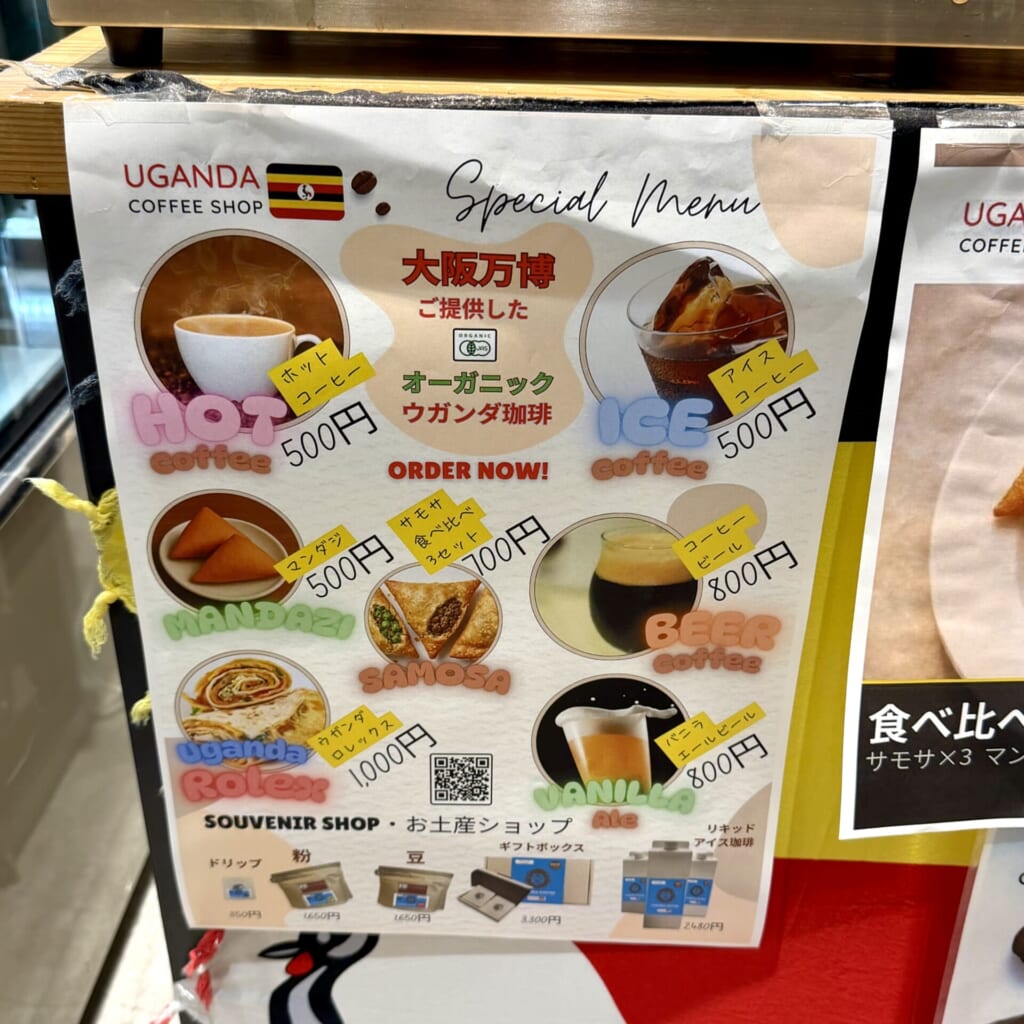 UGANDA
COFFEE SHOP
Special Menu
大阪万博
ご提供した
ORGANIC
JAS
オーガニック
ウガンダ珈琲
ORDER NOW!
ホット
コーヒー
HOT
coffee
500円
アイス
コーヒー
ICE
coffee
500円
マンダジ
500円
MANDAZI
サモサ
食べ比べ
3セット
700円
SAMOSA
コーヒー
ビール
800円
BEER
coffee
ウガンダ
ロレックス
1,000円
Uganda
Rolex
バニラ
エールビール
800円
VANILLA
Ale
SOUVENIR SHOP・お土産ショップ
ドリップ
粉
1,650円
豆
1,650円
ギフトボックス
3,300円
リキッド
アイス珈琲
2,480円
UGA
COFFEE
食べ比べ
サモサ×3 マン